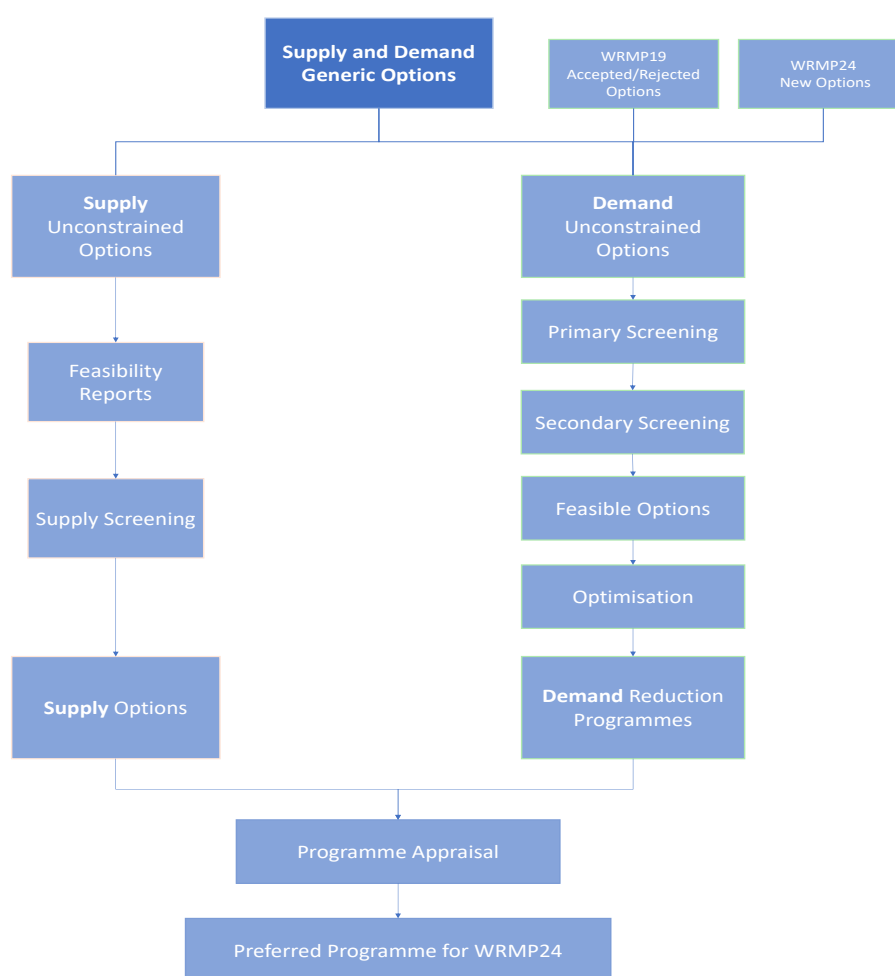 Supply and Demand
Generic Options
WRMP19
Accepted/Rejected
Options
WRMP24
New Options
Supply
Unconstrained
Options
Demand
Unconstrained
Options
Primary Screening
Feasibility
Reports
Secondary Screening
Supply Screening
Feasible Options
Optimisation
Supply Options
Demand Reduction
Programmes
Programme Appraisal
Preferred Programme for WRMP24